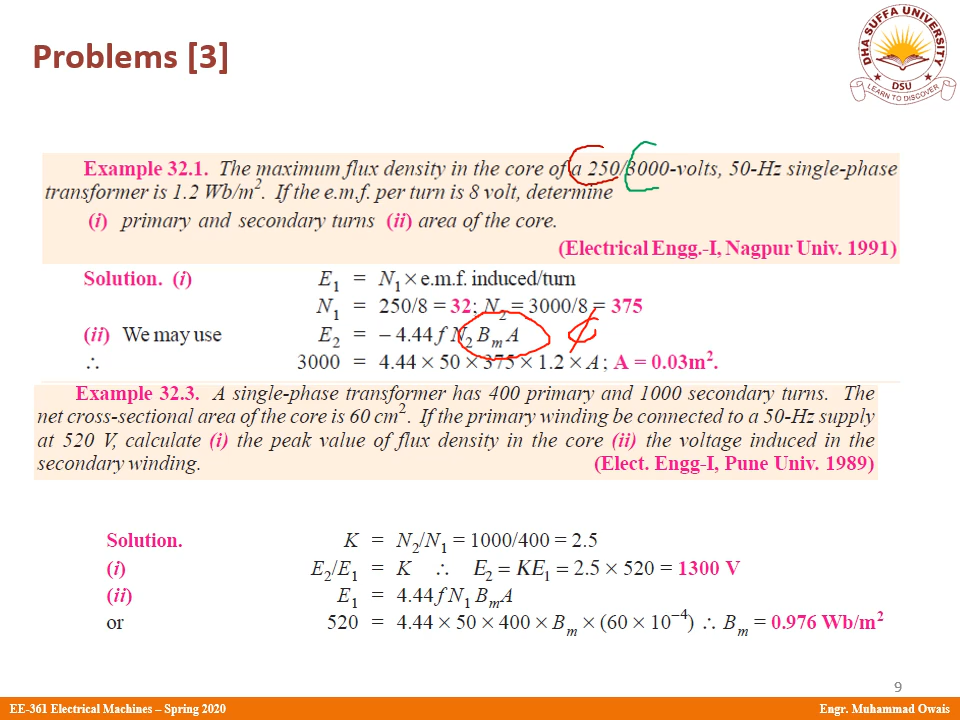 Problems [3]
DHA SUFFA UNIVERSITY
DSU
LEARN TO DISCOVER
Example 32.1. The maximum flux density in the core of a 250/3000-volts, 50-Hz single-phase
transformer is 1.2 Wb/m². If the e.m.f. per turn is 8 volt, determine
(i) primary and secondary turns (ii) area of the core.
(Electrical Engg.-I, Nagpur Univ. 1991)
Solution. (i) E₁ = N₁ × e.m.f. induced/turn
N₁ = 250/8 = 32; N₂ = 3000/8 = 375
(ii) We may use E₂ = – 4.44 f N₂ Bₘ A
∴ 3000 = 4.44 × 50 × 375 × 1.2 × A; A = 0.03m².
Example 32.3. A single-phase transformer has 400 primary and 1000 secondary turns. The
net cross-sectional area of the core is 60 cm². If the primary winding be connected to a 50-Hz supply
at 520 V, calculate (i) the peak value of flux density in the core (ii) the voltage induced in the
secondary winding. (Elect. Engg-I, Pune Univ. 1989)
Solution. K = N₂/N₁ = 1000/400 = 2.5
(i) E₂/E₁ = K ∴ E₂ = KE₁ = 2.5 × 520 = 1300 V
(ii) E₁ = 4.44 f N₁ BₘA
or 520 = 4.44 × 50 × 400 × Bₘ × (60 × 10⁻⁴) ∴ Bₘ = 0.976 Wb/m²
9
EE-361 Electrical Machines – Spring 2020 Engr. Muhammad Owais